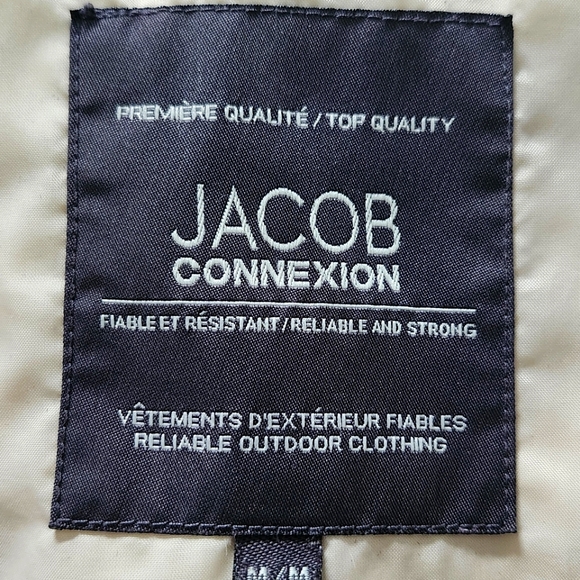 PREMIÈRE QUALITÉ / TOP QUALITY
JACOB
CONNEXION
FIABLE ET RÉSISTANT / RELIABLE AND STRONG
VÊTEMENTS D'EXTÉRIEUR FIABLES
RELIABLE OUTDOOR CLOTHING
M/M